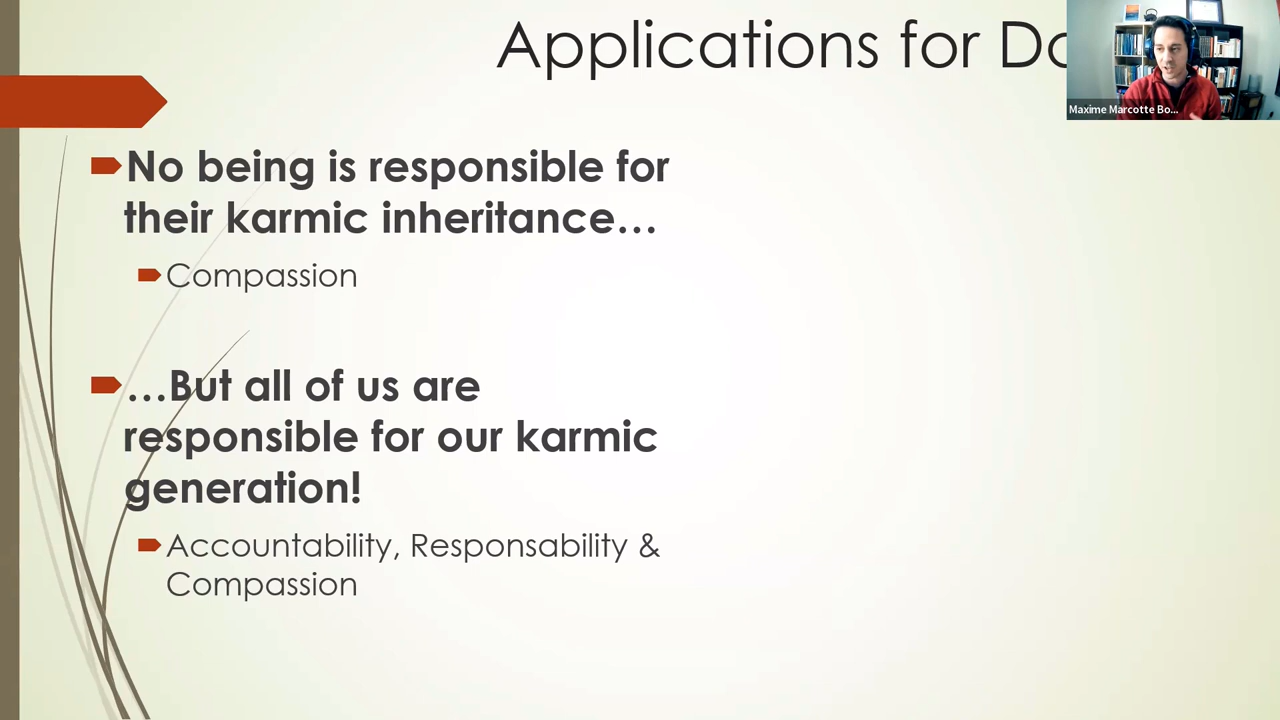 Applications for
Maxime Marcotte Bo...
No being is responsible for
their karmic inheritance…
Compassion
…But all of us are
responsible for our karmic
generation!
Accountability, Responsability &
Compassion